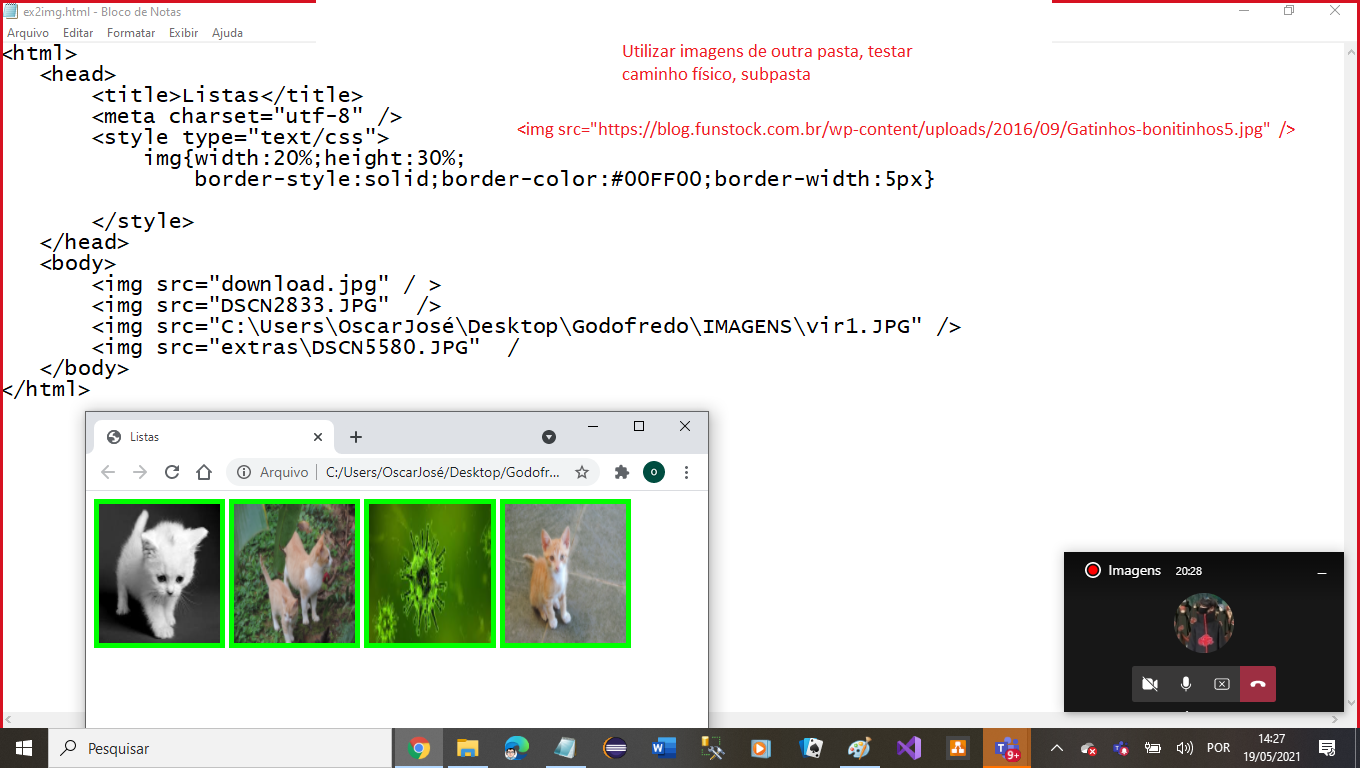 ex2img.html - Bloco de Notas
Arquivo Editar Formatar Exibir Ajuda
Utilizar imagens de outra pasta, testar
caminho físico, subpasta
<img src="https://blog.funstock.com.br/wp-content/uploads/2016/09/Gatinhos-bonitinhos5.jpg" />
<html>
<head>
<title>Listas</title>
<meta charset="utf-8" />
<style type="text/css">
img{width:20%;height:30%;
border-style:solid;border-color:#00FF00;border-width:5px}
</style>
</head>
<body>
<img src="download.jpg" / >
<img src="DSCN2833.JPG"  />
<img src="C:\Users\OscarJosé\Desktop\Godofredo\IMAGENS\vir1.JPG" />
<img src="extras\DSCN5580.JPG"  /
</body>
</html>
Listas
Arquivo C:/Users/OscarJosé/Desktop/Godofr... O
Imagens 20:28
Pesquisar
9+
POR
14:27
19/05/2021